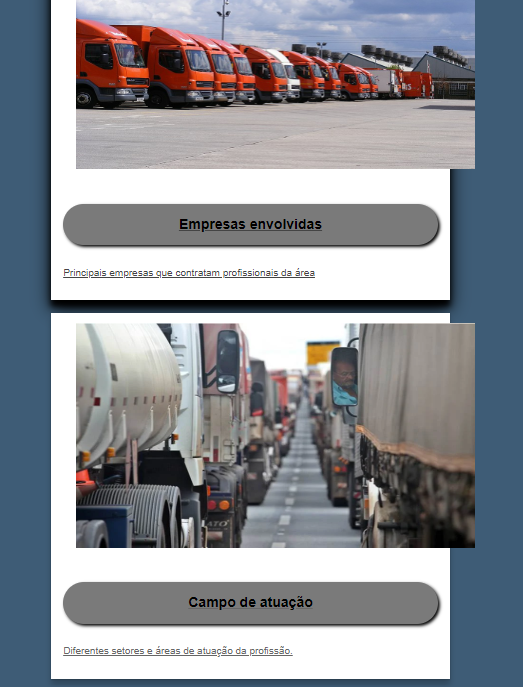 Empresas envolvidas
Principais empresas que contratam profissionais da área
Campo de atuação
Diferentes setores e áreas de atuação da profissão.